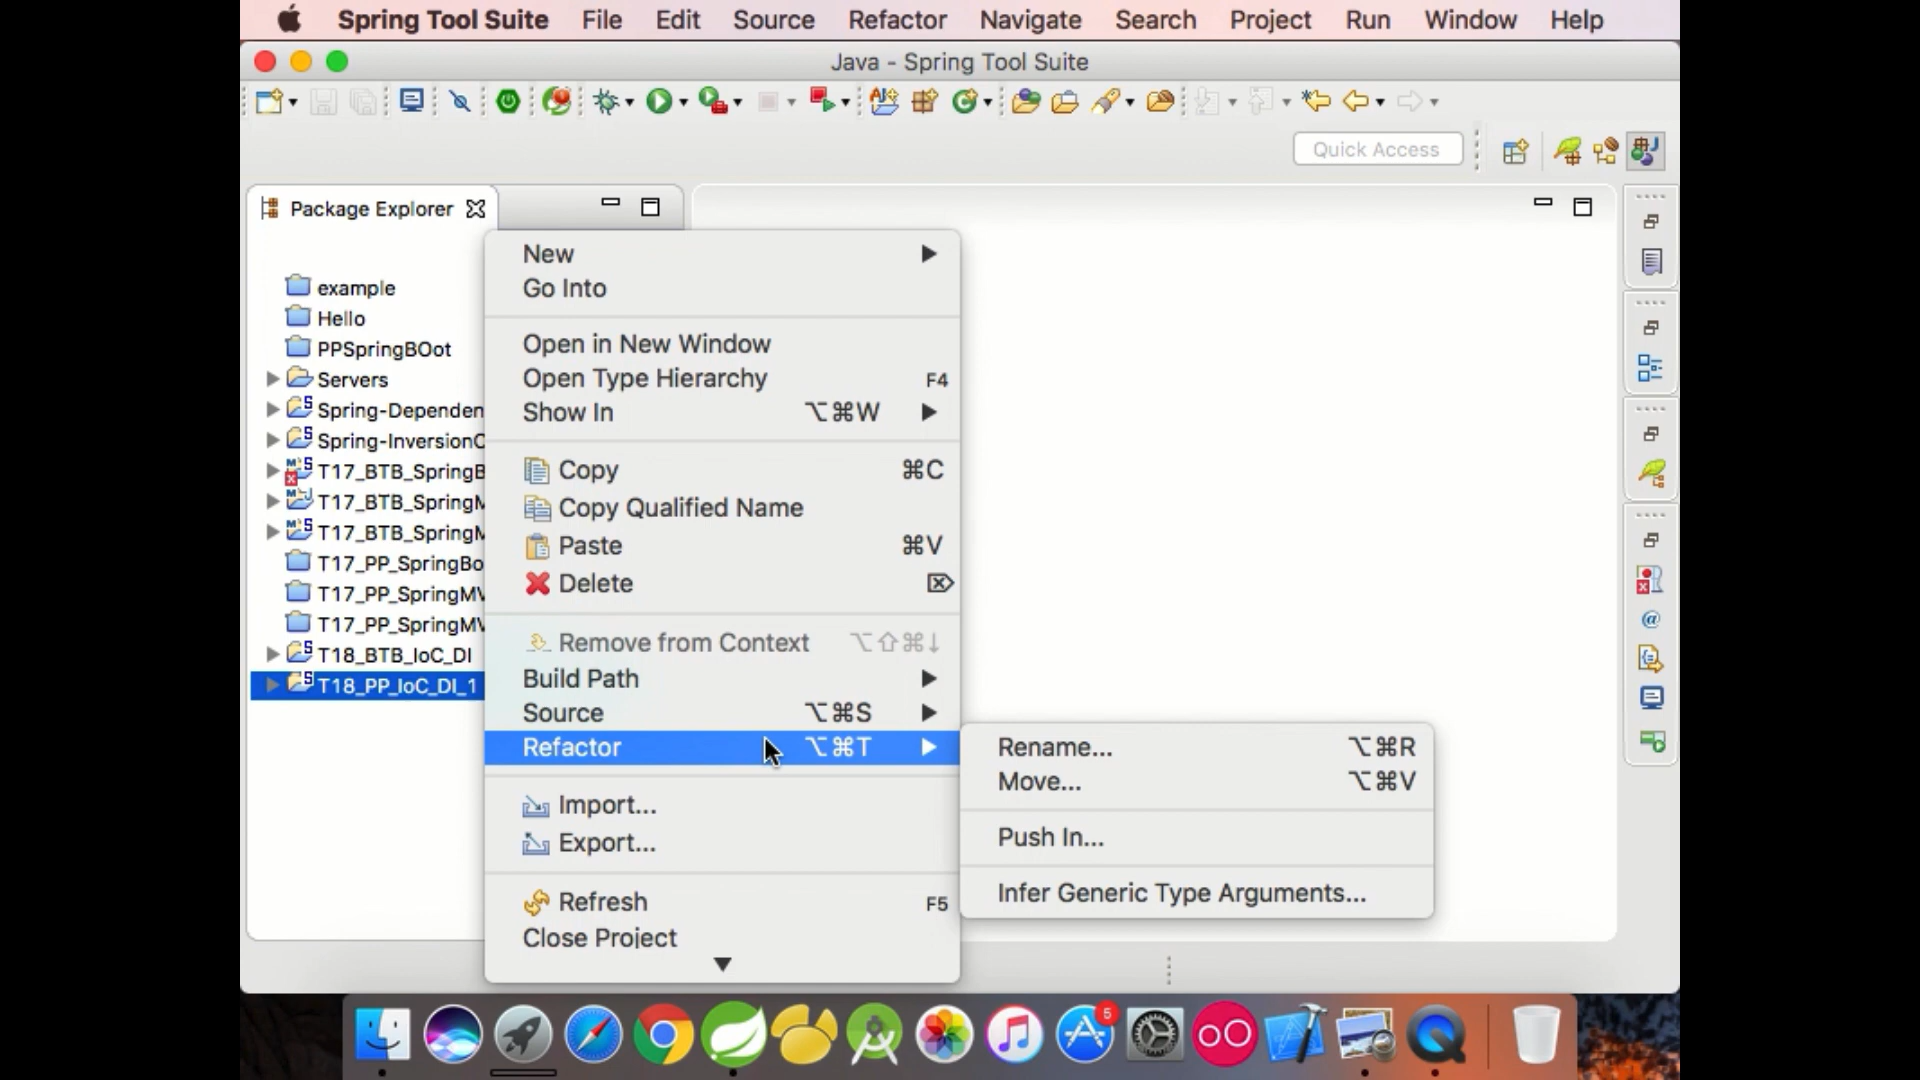 Spring Tool Suite File Edit Source Refactor Navigate Search Project Run Window Help
Java - Spring Tool Suite
Quick Access
Package Explorer
example
Hello
PPSpringBOot
Servers
Spring-Dependen
Spring-InversionC
T17_BTB_SpringB
T17_BTB_SpringM
T17_BTB_SpringM
T17_PP_SpringBo
T17_PP_SpringMV
T17_PP_SpringMV
T18_BTB_IoC_DI
T18_PP_IoC_DI_1
New
Go Into
Open in New Window
Open Type Hierarchy F4
Show In ⌥⌘W
Copy ⌘C
Copy Qualified Name
Paste ⌘V
Delete ⌦
Remove from Context ⌥⇧⌘↓
Build Path
Source ⌥⌘S
Refactor ⌥⌘T
Import...
Export...
Refresh F5
Close Project
Rename... ⌥⌘R
Move... ⌥⌘V
Push In...
Infer Generic Type Arguments...
5